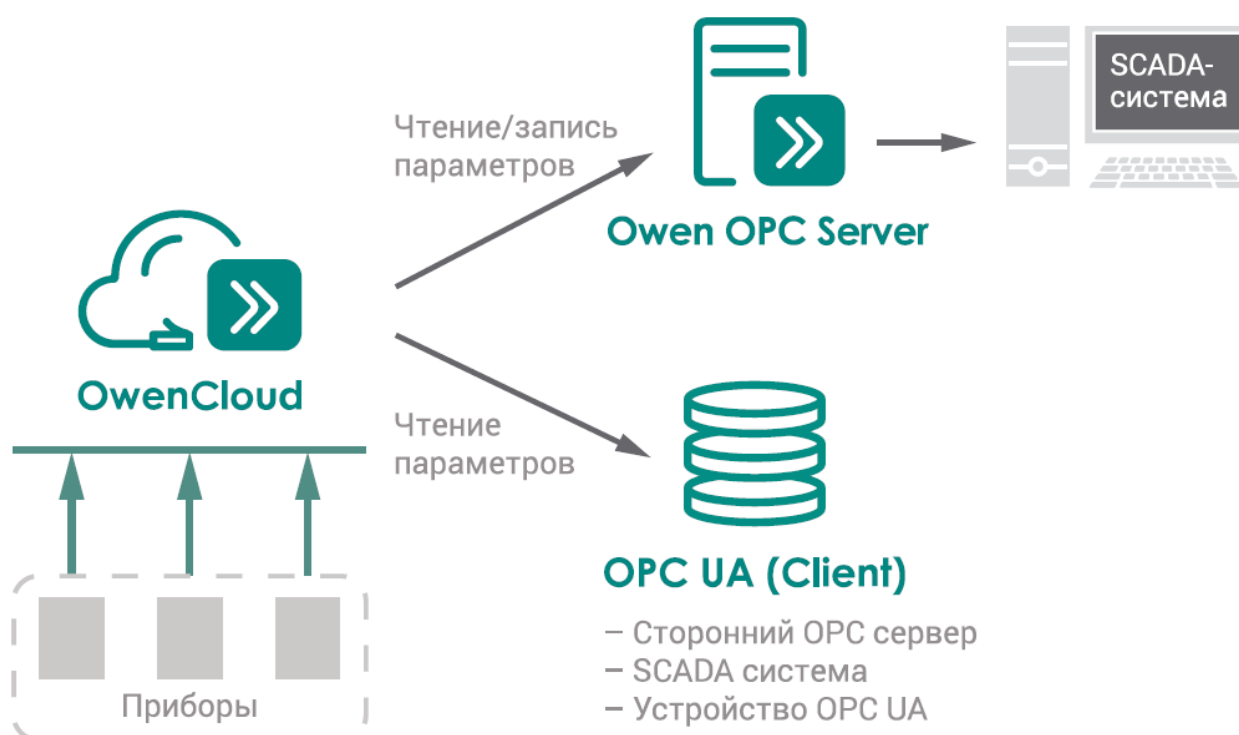 SCADA-
система
Чтение/запись
параметров
Owen OPC Server
OwenCloud
Чтение
параметров
OPC UA (Client)
– Сторонний OPC сервер
– SCADA система
– Устройство OPC UA
Приборы